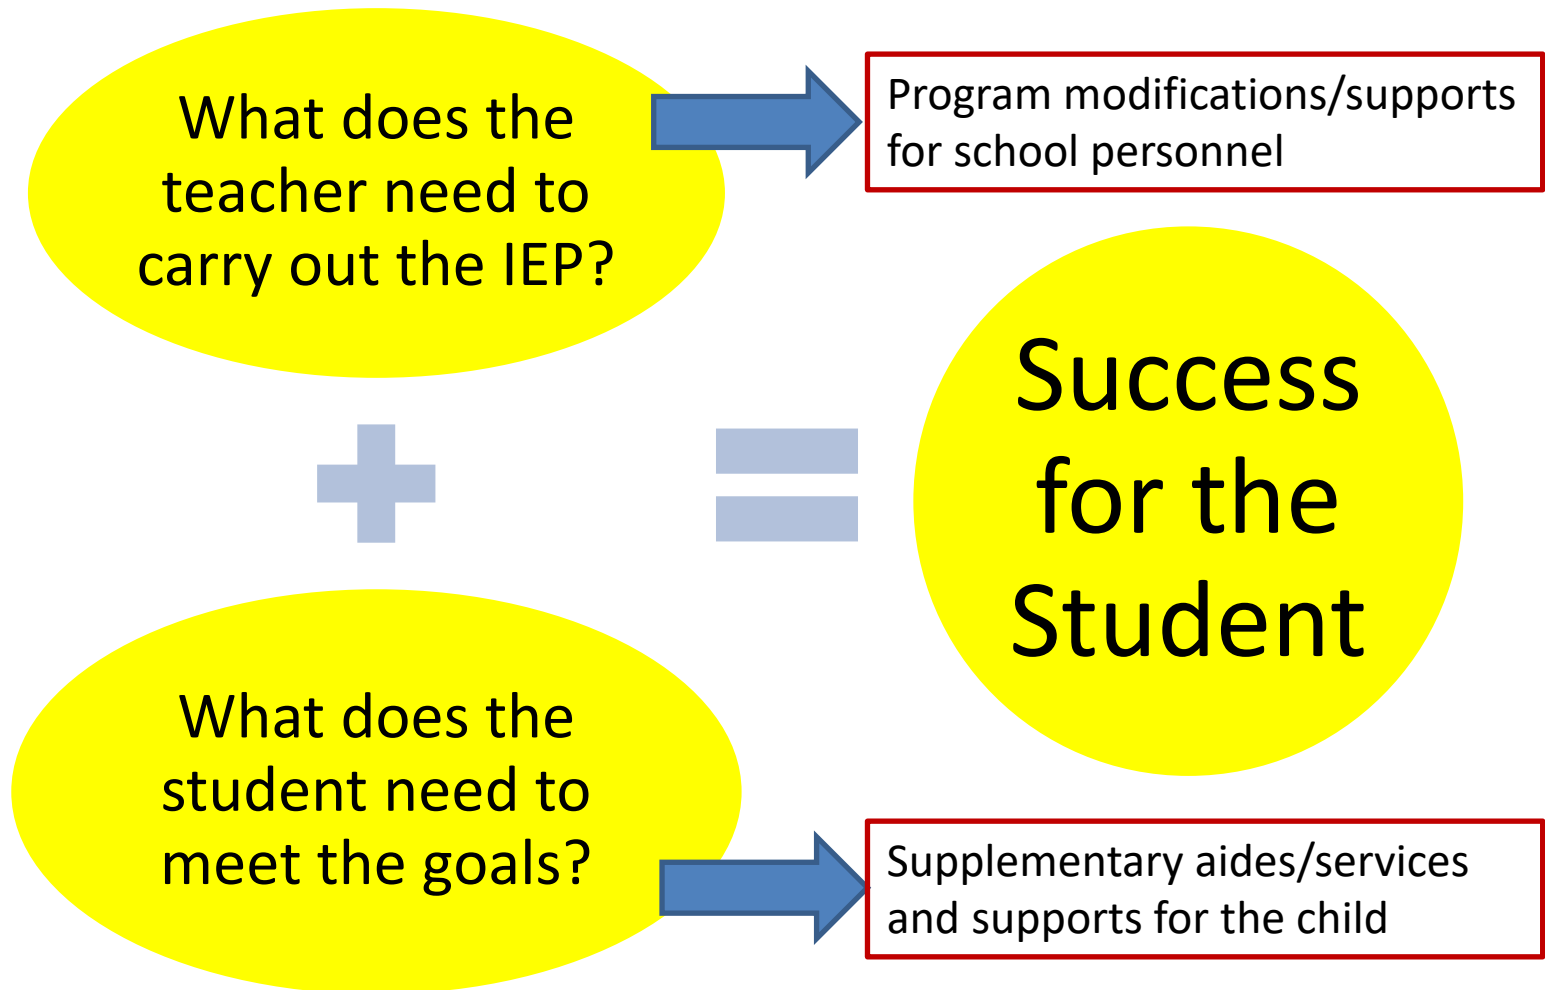 What does the
teacher need to
carry out the IEP?
Program modifications/supports
for school personnel
Success
for the
Student
What does the
student need to
meet the goals?
Supplementary aides/services
and supports for the child